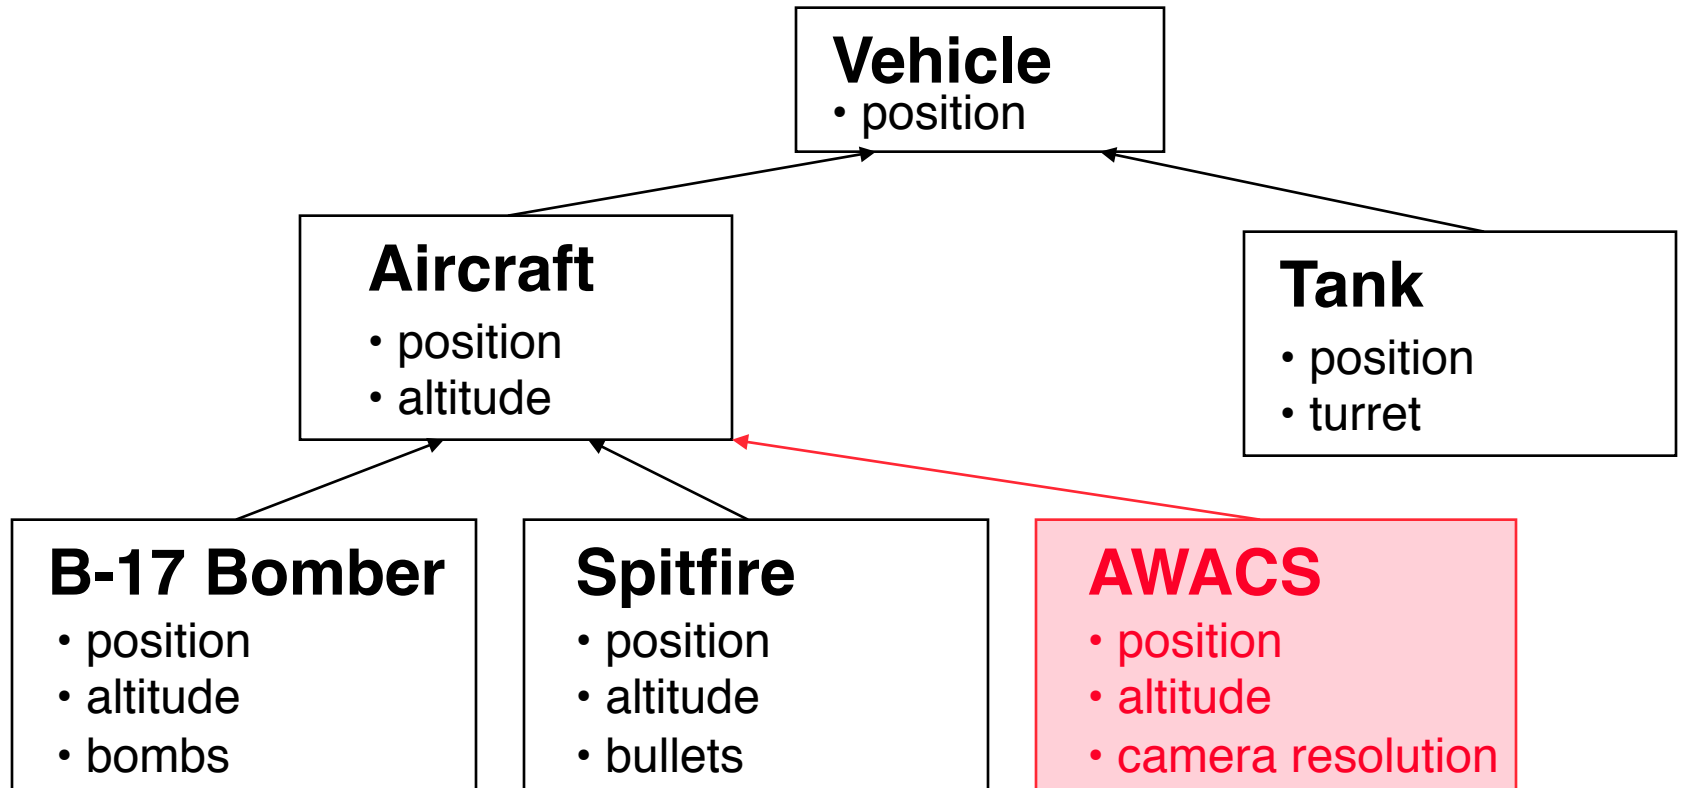 Vehicle
• position
Aircraft
• position
• altitude
Tank
• position
• turret
B-17 Bomber
• position
• altitude
• bombs
Spitfire
• position
• altitude
• bullets
AWACS
• position
• altitude
• camera resolution